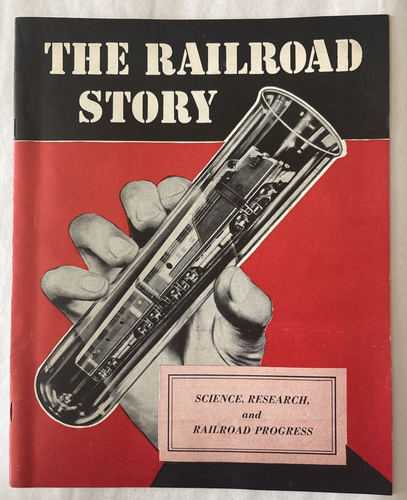 THE RAILROAD
STORY
SCIENCE, RESEARCH,
and
RAILROAD PROGRESS